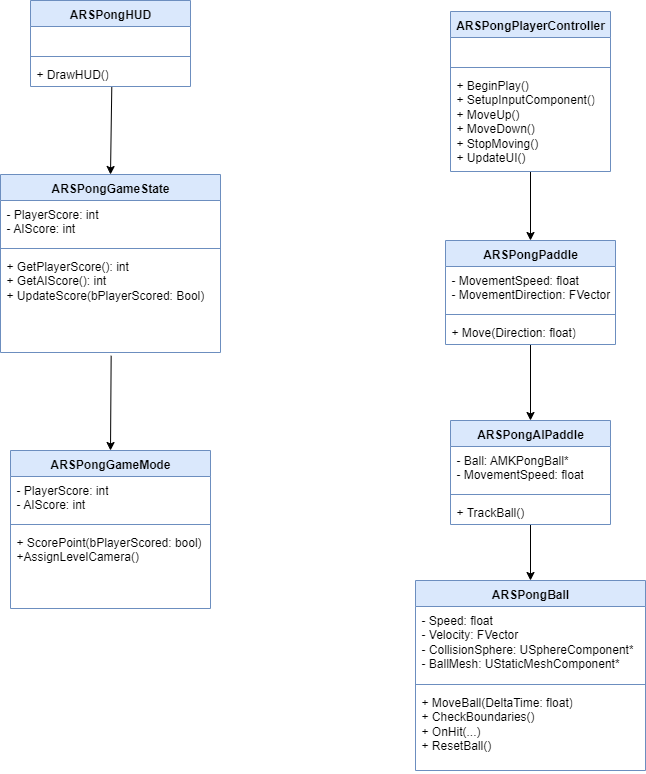 ARSPongHUD
+ DrawHUD()
ARSPongGameState
- PlayerScore: int
- AIScore: int
+ GetPlayerScore(): int
+ GetAIScore(): int
+ UpdateScore(bPlayerScored: Bool)
ARSPongGameMode
- PlayerScore: int
- AIScore: int
+ ScorePoint(bPlayerScored: bool)
+AssignLevelCamera()
ARSPongPlayerController
+ BeginPlay()
+ SetupInputComponent()
+ MoveUp()
+ MoveDown()
+ StopMoving()
+ UpdateUI()
ARSPongPaddle
- MovementSpeed: float
- MovementDirection: FVector
+ Move(Direction: float)
ARSPongAIPaddle
- Ball: AMKPongBall*
- MovementSpeed: float
+ TrackBall()
ARSPongBall
- Speed: float
- Velocity: FVector
- CollisionSphere: USphereComponent*
- BallMesh: UStaticMeshComponent*
+ MoveBall(DeltaTime: float)
+ CheckBoundaries()
+ OnHit(...)
+ ResetBall()